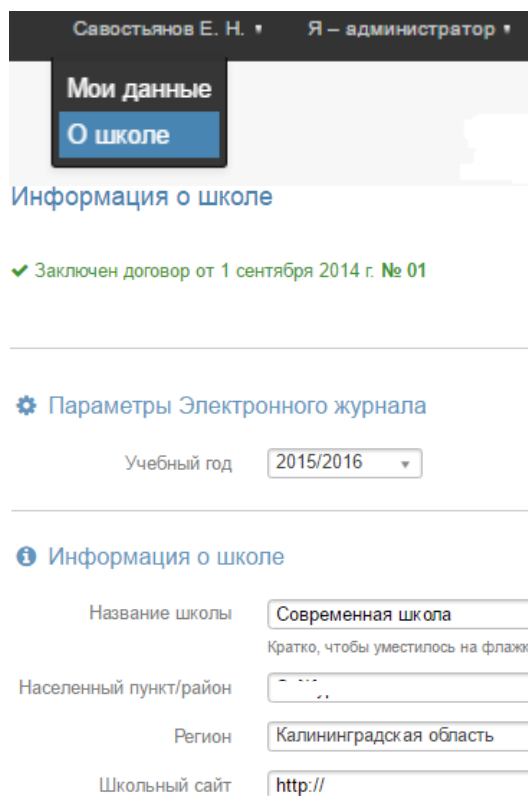 Савостьянов Е. Н. Я – администратор
Мои данные
О школе
Информация о школе
Заключен договор от 1 сентября 2014 г. № 01
Параметры Электронного журнала
Учебный год 2015/2016
Информация о школе
Название школы Современная школа
Кратко, чтобы уместилось на флажк
Населенный пункт/район
Регион Калининградская область
Школьный сайт http://